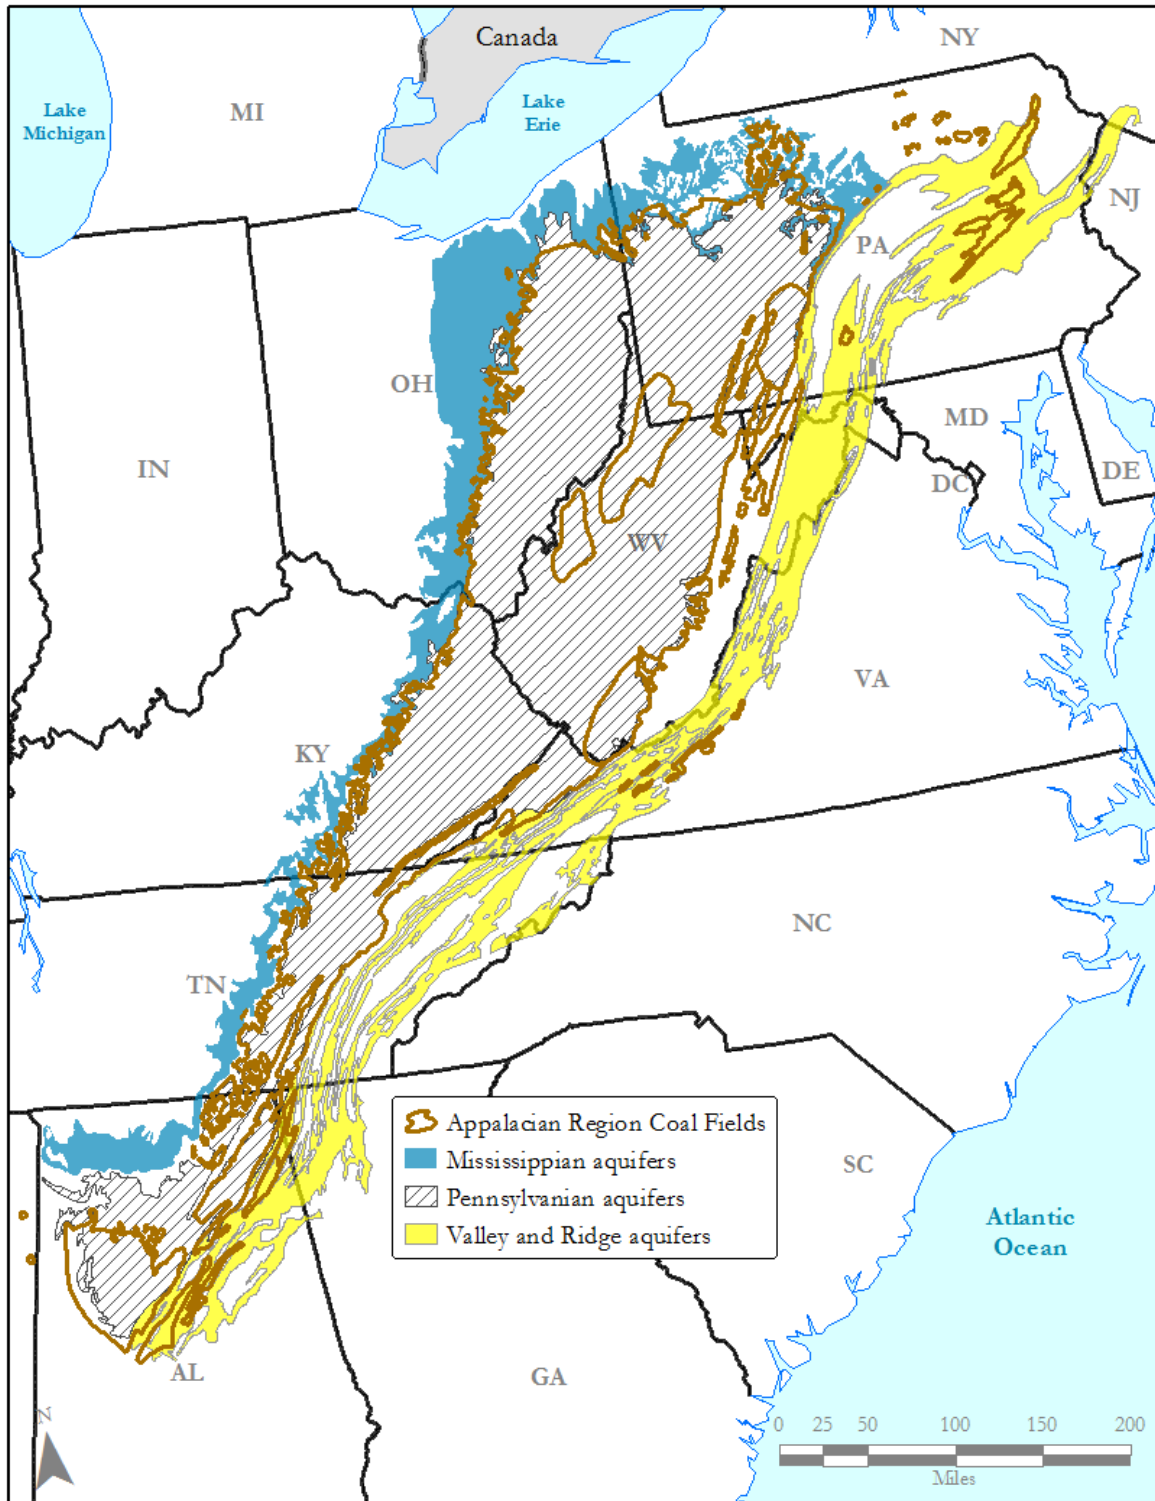 Canada
NY
Lake
Michigan
MI
Lake
Erie
NJ
PA
OH
MD
IN
DC
DE
WV
VA
KY
NC
TN
Appalacian Region Coal Fields
Mississippian aquifers
Pennsylvanian aquifers
Valley and Ridge aquifers
SC
Atlantic
Ocean
AL
GA
N
0 25 50 100 150 200
Miles